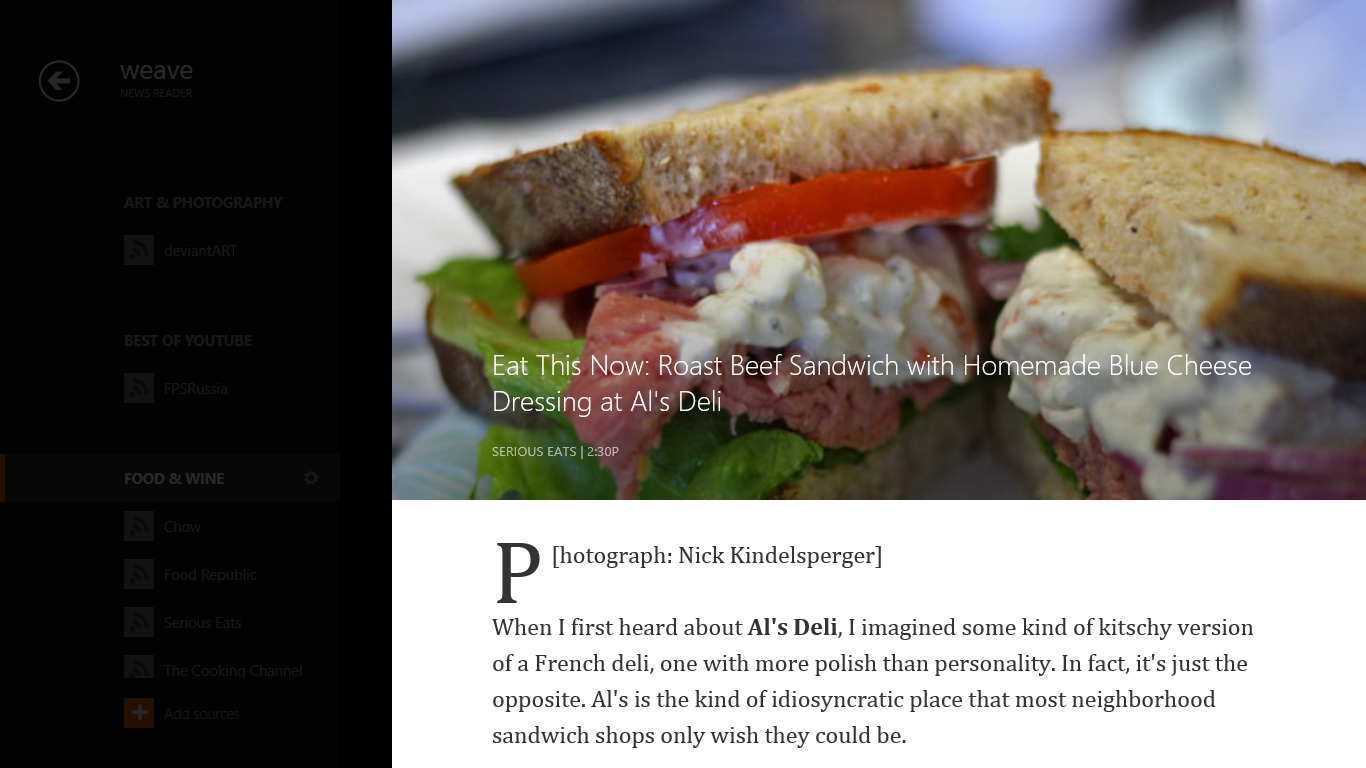 weave
NEWS READER
ART & PHOTOGRAPHY
deviantART
BEST OF YOUTUBE
FPSRussia
FOOD & WINE
Chow
Food Republic
Serious Eats
The Cooking Channel
Add sources
Eat This Now: Roast Beef Sandwich with Homemade Blue Cheese
Dressing at Al's Deli
SERIOUS EATS | 2:30P
P [hotograph: Nick Kindelsperger]
When I first heard about Al's Deli, I imagined some kind of kitschy version
of a French deli, one with more polish than personality. In fact, it's just the
opposite. Al's is the kind of idiosyncratic place that most neighborhood
sandwich shops only wish they could be.